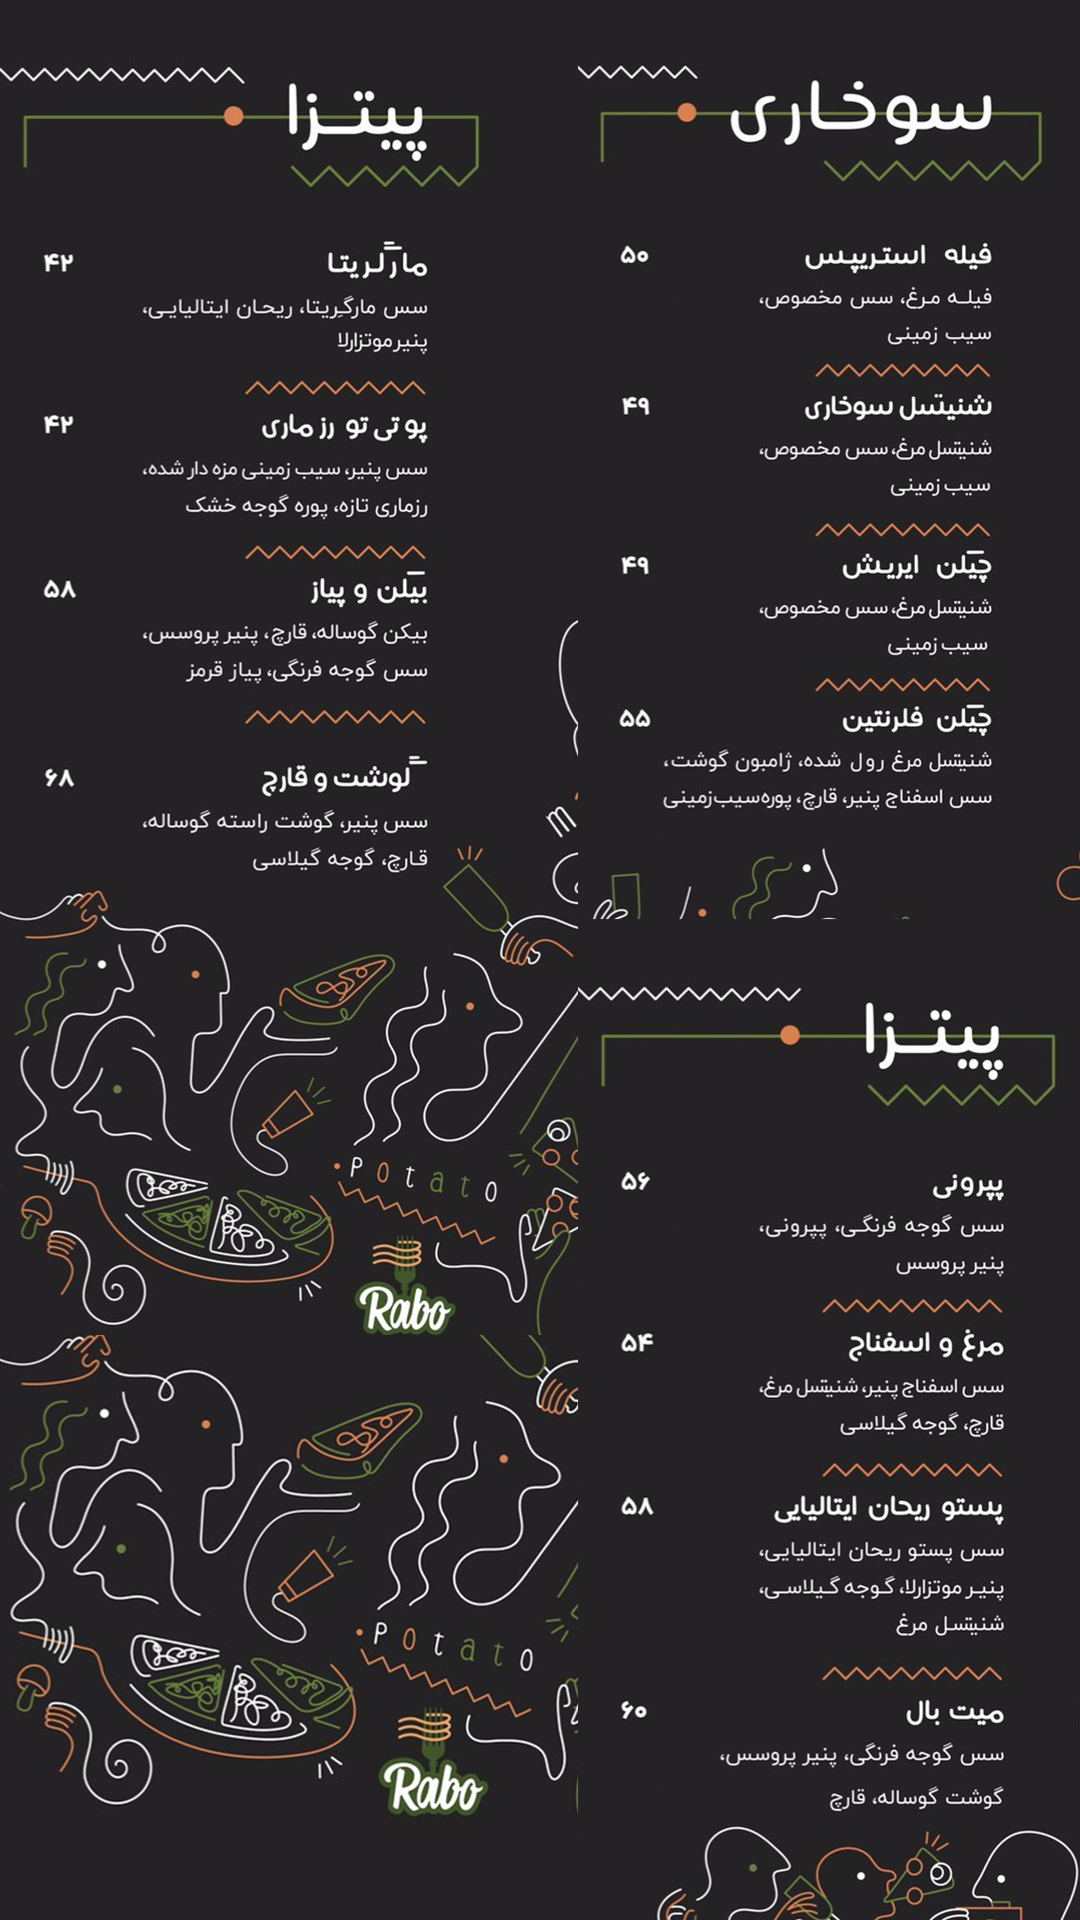 سوخاری
فیله استریپس ۵۰
فیله مرغ، سس مخصوص،
سیب زمینی
شنیتسل سوخاری ۴۹
شنیتسل مرغ، سس مخصوص،
سیب زمینی
چیکن ایریش ۴۹
شنیتسل مرغ، سس مخصوص،
سیب زمینی
چیکن فلرنتین ۵۵
شنیتسل مرغ رول شده، ژامبون گوشت،
سس اسفناج پنیر، قارچ، پوره سیب زمینی
پیتزا
مارگریتا ۴۲
سس مارگریتا، ریحان ایتالیایی،
پنیر موتزارلا
پوتی تو رزماری ۴۲
سس پنیر، سیب زمینی مزه دار شده،
رزماری تازه، پوره گوجه خشک
بیکن و پیاز ۵۸
بیکن گوساله، قارچ، پنیر پروسس،
سس گوجه فرنگی، پیاز قرمز
گوشت و قارچ ۶۸
سس پنیر، گوشت راسته گوساله،
قارچ، گوجه گیلاسی
Potato
Rabo
پیتزا
پپرونی ۵۶
سس گوجه فرنگی، پپرونی،
پنیر پروسس
مرغ و اسفناج ۵۴
سس اسفناج پنیر، شنیتسل مرغ،
قارچ، گوجه گیلاسی
پستو ریحان ایتالیایی ۵۸
سس پستو ریحان ایتالیایی،
پنیر موتزارلا، گوجه گیلاسی،
شنیتسل مرغ
میت بال ۶۰
سس گوجه فرنگی، پنیر پروسس،
گوشت گوساله، قارچ
Potato
Rabo